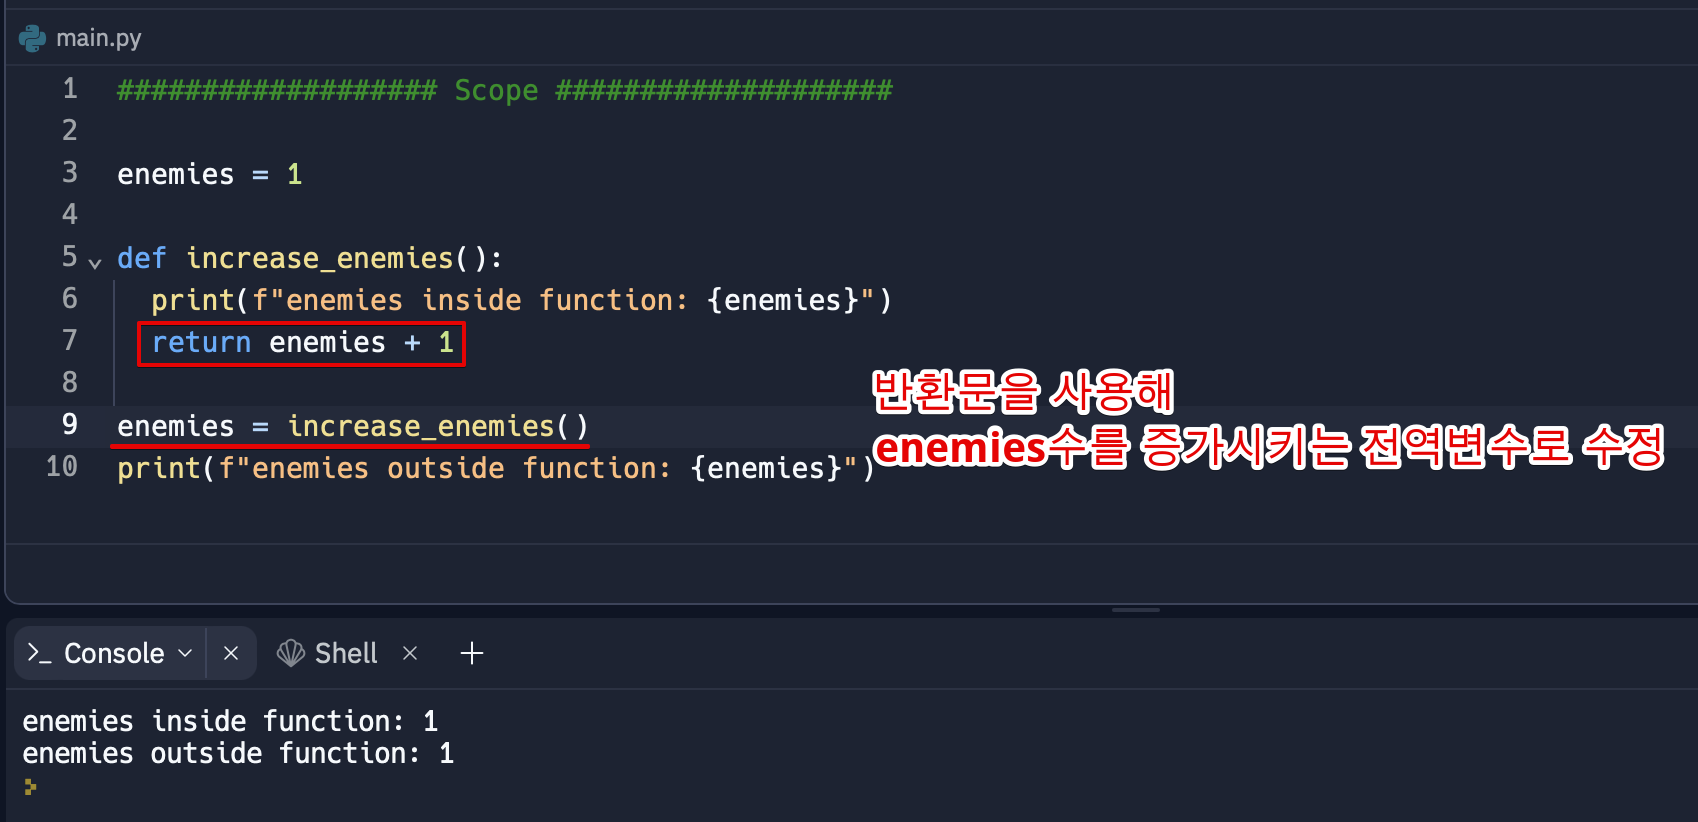 main.py
1 ################### Scope ####################
2
3 enemies = 1
4
5 def increase_enemies():
6 print(f"enemies inside function: {enemies}")
7 return enemies + 1
8
9 enemies = increase_enemies()
10 print(f"enemies outside function: {enemies}")
반환문을 사용해
enemies수를 증가시키는 전역변수로 수정
>_ Console × Shell × +
enemies inside function: 1
enemies outside function: 1